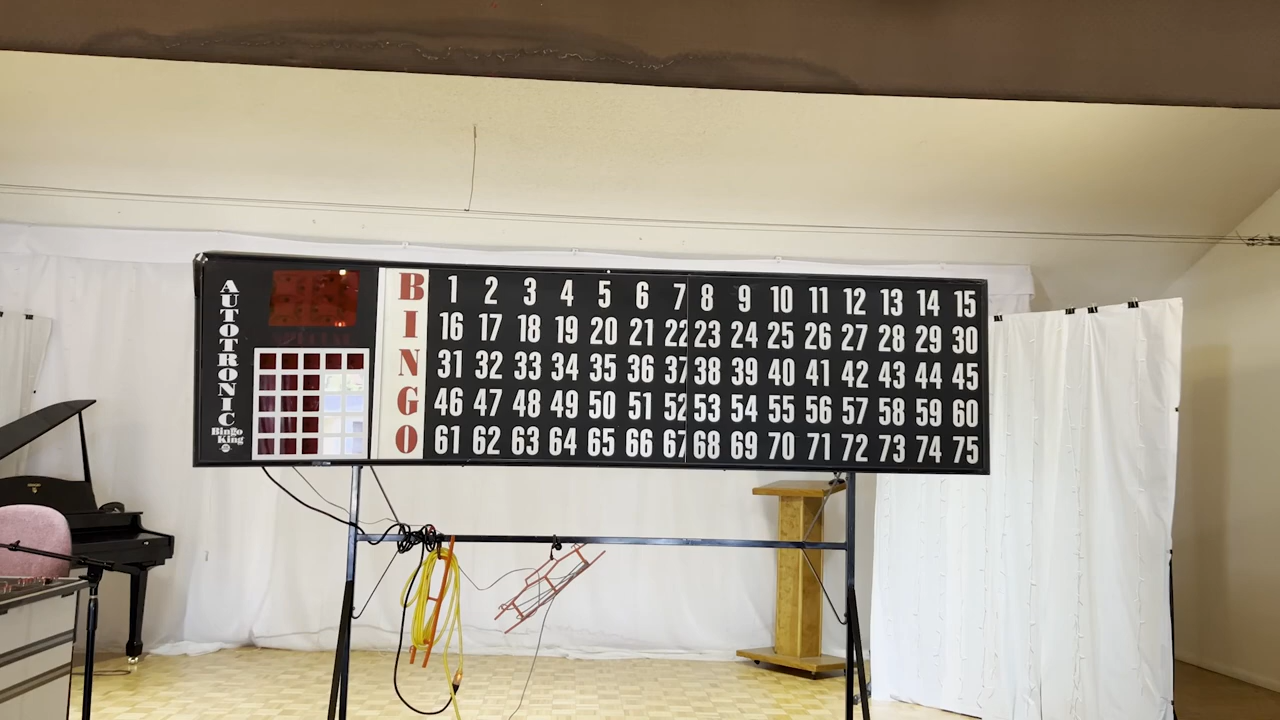 AUTOTRONIC
Bingo
King
B 1 2 3 4 5 6 7 8 9 10 11 12 13 14 15
I 16 17 18 19 20 21 22 23 24 25 26 27 28 29 30
N 31 32 33 34 35 36 37 38 39 40 41 42 43 44 45
G 46 47 48 49 50 51 52 53 54 55 56 57 58 59 60
O 61 62 63 64 65 66 67 68 69 70 71 72 73 74 75